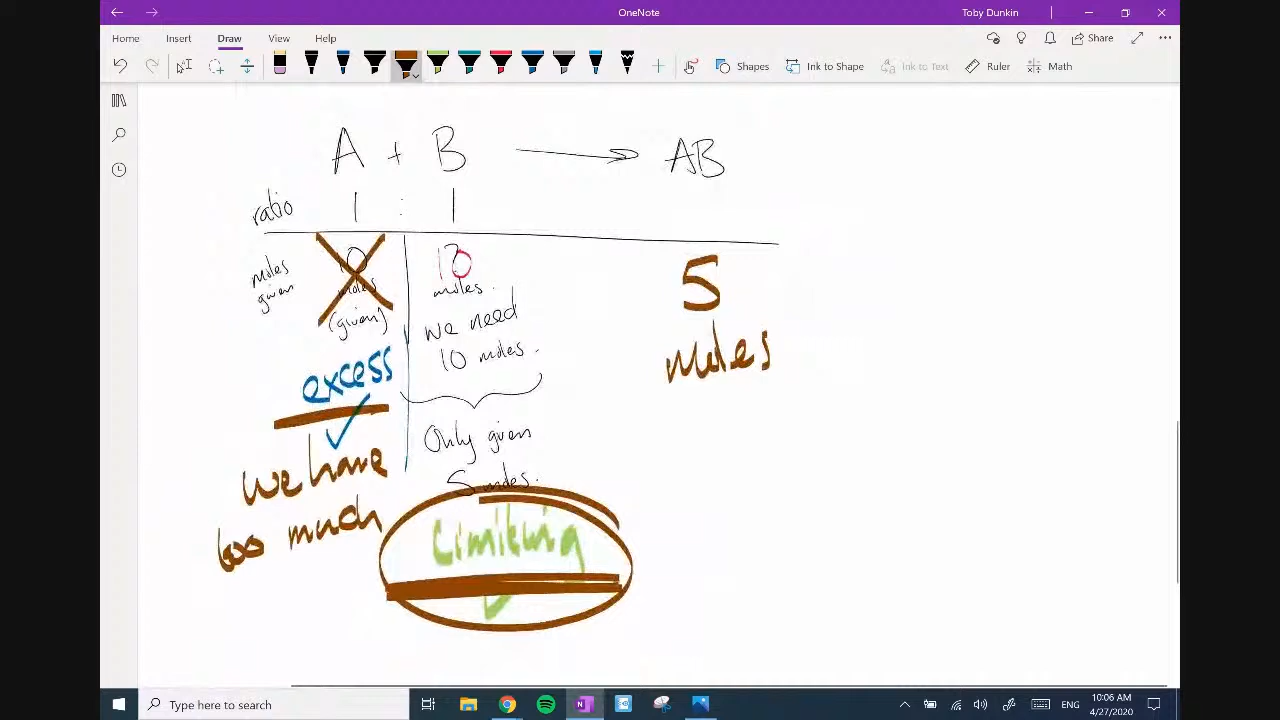 OneNote
Toby Dunkin
Home Insert Draw View Help
Share
Shapes Ink to Shape Ink to Text Ruler Math
A + B → AB
ratio 1 : 1
moles given
10 moles (given)
moles.
we need
10 moles.
excess
we have
too much
Only given
5 moles.
Limiting
5
moles
Type here to search
ENG
10:06 AM
4/27/2020